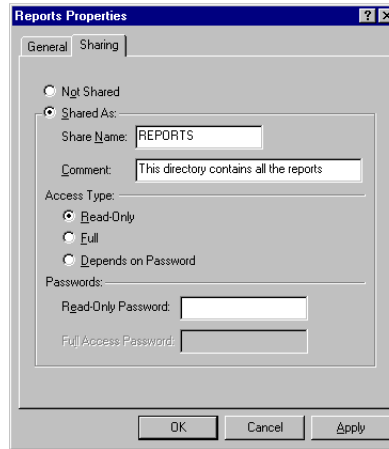 Reports Properties
General Sharing
Not Shared
Shared As:
Share Name: REPORTS
Comment: This directory contains all the reports
Access Type:
Read-Only
Full
Depends on Password
Passwords:
Read-Only Password:
Full Access Password:
OK Cancel Apply